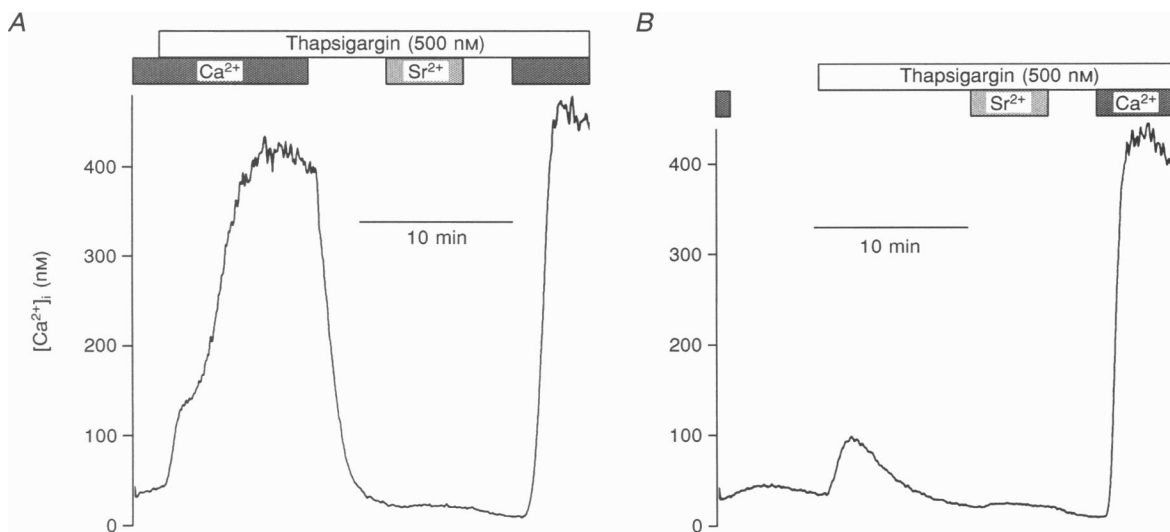 A
Thapsigargin (500 nM)
Ca²⁺
Sr²⁺
400
300
200
100
0
[Ca²⁺]ᵢ (nM)
10 min
B
Thapsigargin (500 nM)
Sr²⁺
Ca²⁺
400
300
200
100
0
10 min